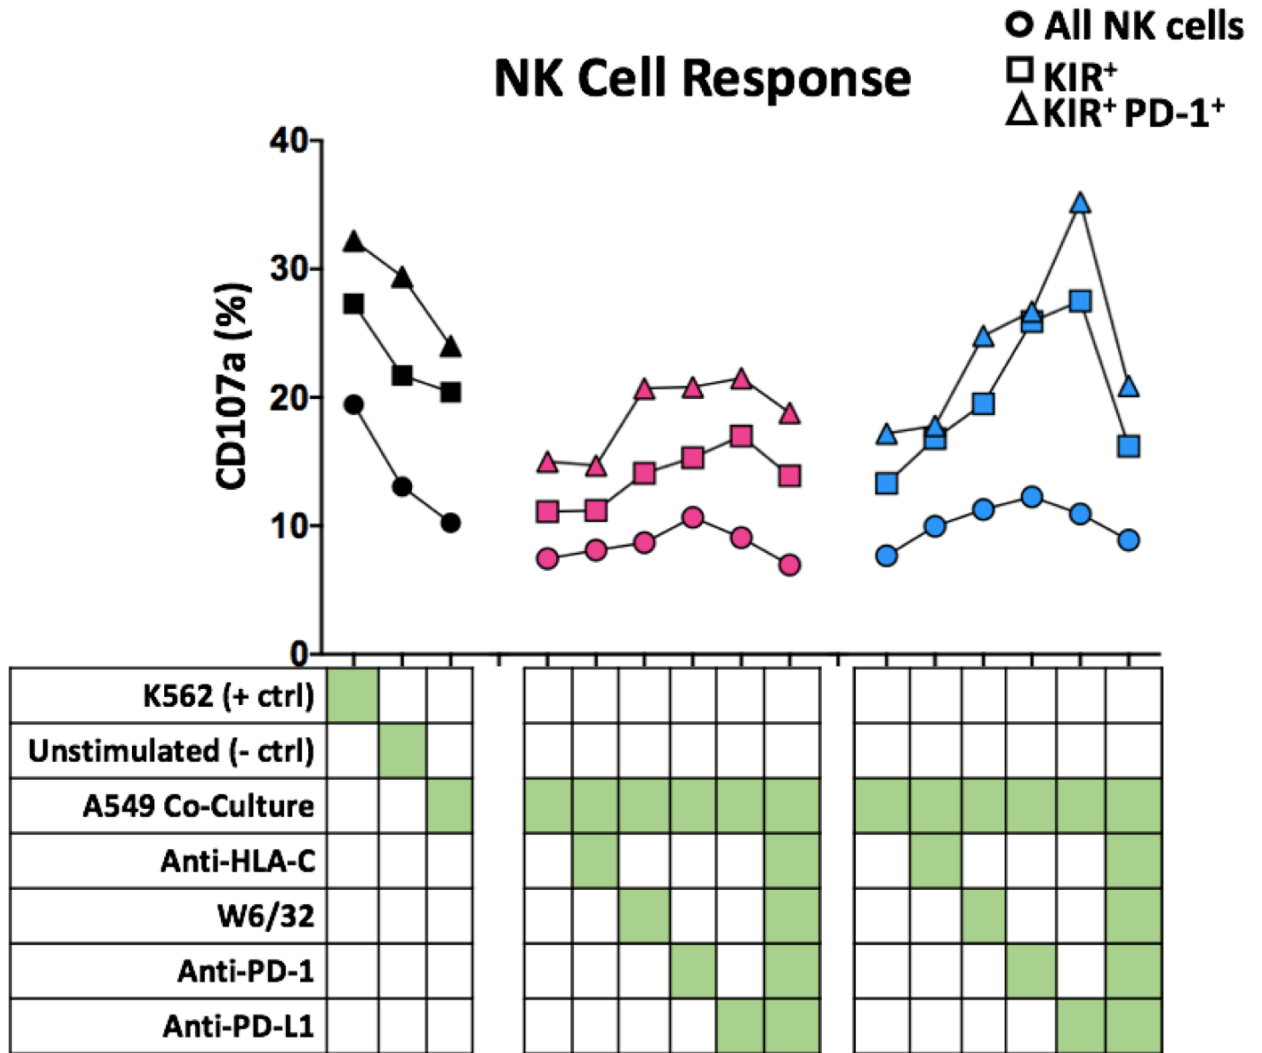 All NK cells
KIR⁺
KIR⁺ PD-1⁺
NK Cell Response
CD107a (%)
40
30
20
10
0
K562 (+ ctrl)
Unstimulated (- ctrl)
A549 Co-Culture
Anti-HLA-C
W6/32
Anti-PD-1
Anti-PD-L1